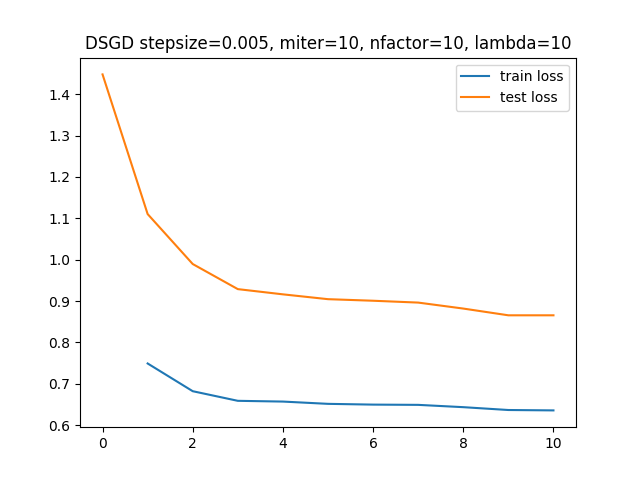 DSGD stepsize=0.005, miter=10, nfactor=10, lambda=10
train loss
test loss
1.4
1.3
1.2
1.1
1.0
0.9
0.8
0.7
0.6
0 2 4 6 8 10